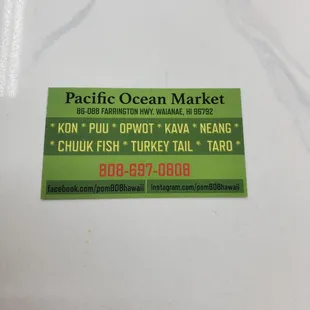 Pacific Ocean Market
86-088 FARRINGTON HWY. WAIANAE, HI 96792
* KON * PUU * OPWOT * KAVA * NEANG *
* CHUUK FISH * TURKEY TAIL * TARO *
808-697-0808
facebook.com/pom808hawaii instagram.com/pom808hawaii